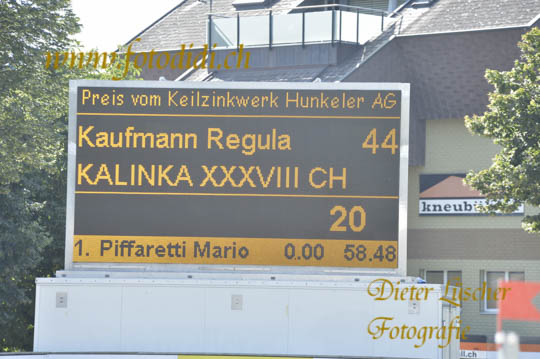 www.fotodidi.ch
Preis vom Keilzinkwerk Hunkeler AG
Kaufmann Regula 44
KALINKA XXXVIII CH
20
1. Piffaretti Mario 0.00 58.48
Dieter Lüscher
Fotografie